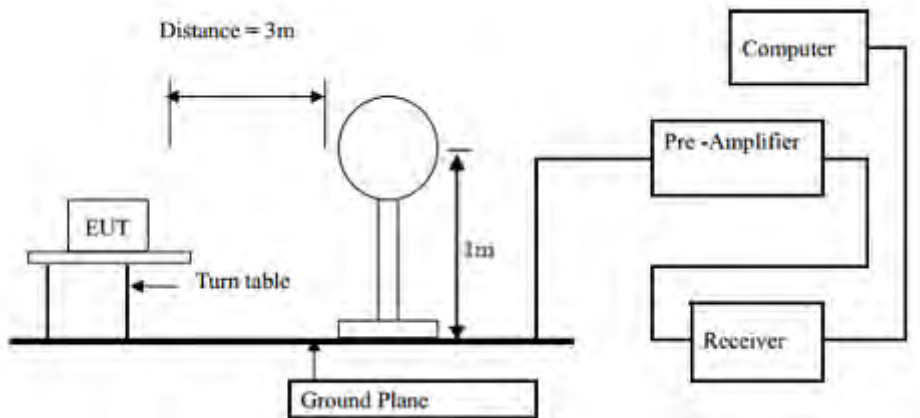 Distance = 3m
Computer
Pre -Amplifier
EUT
1m
Turn table
Receiver
Ground Plane